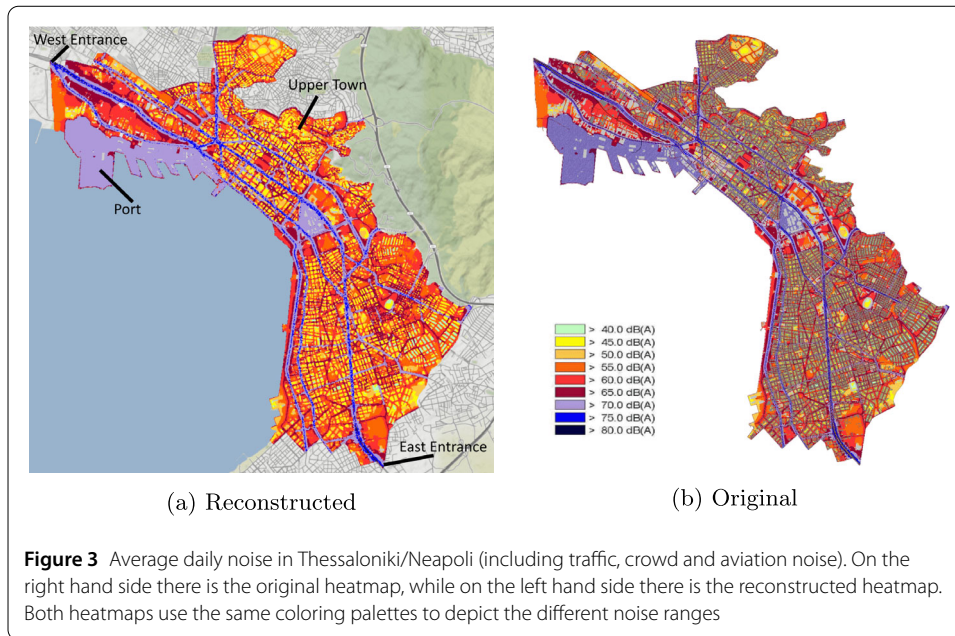 West Entrance
Upper Town
Port
East Entrance
> 40.0 dB(A)
> 45.0 dB(A)
> 50.0 dB(A)
> 55.0 dB(A)
> 60.0 dB(A)
> 65.0 dB(A)
> 70.0 dB(A)
> 75.0 dB(A)
> 80.0 dB(A)
(a) Reconstructed
(b) Original
Figure 3 Average daily noise in Thessaloniki/Neapoli (including traffic, crowd and aviation noise). On the
right hand side there is the original heatmap, while on the left hand side there is the reconstructed heatmap.
Both heatmaps use the same coloring palettes to depict the different noise ranges